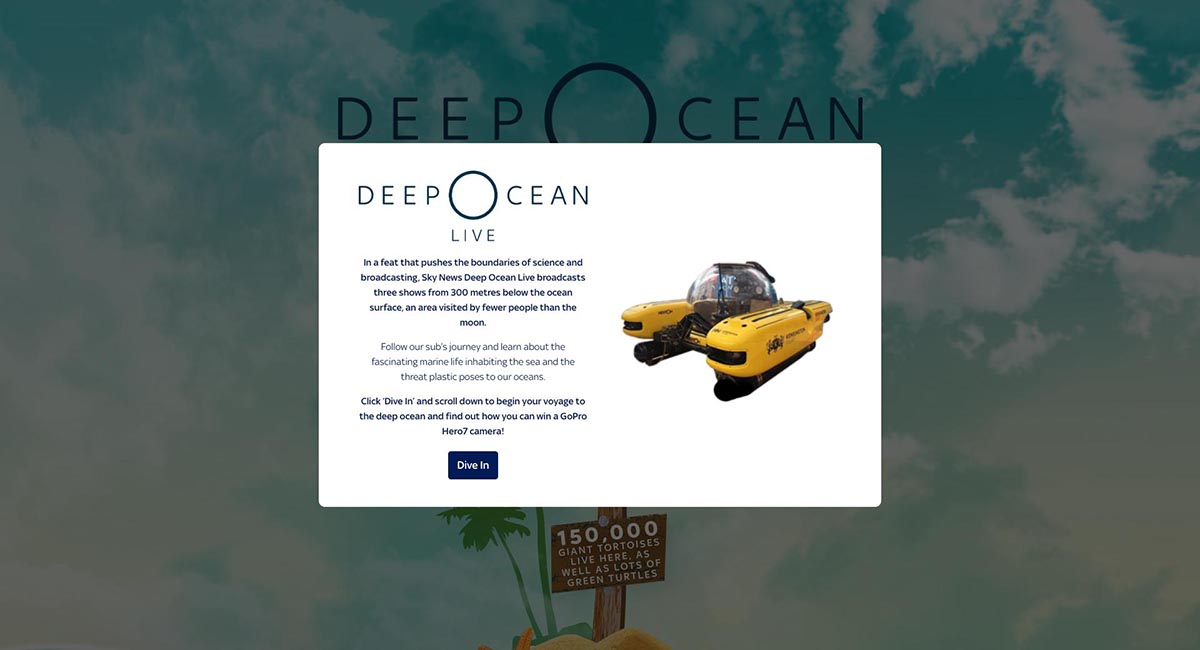 DEEP OCEAN
DEEP OCEAN
LIVE
In a feat that pushes the boundaries of science and
broadcasting, Sky News Deep Ocean Live broadcasts
three shows from 300 metres below the ocean
surface, an area visited by fewer people than the
moon.
Follow our sub's journey and learn about the
fascinating marine life inhabiting the sea and the
threat plastic poses to our oceans.
Click 'Dive In' and scroll down to begin your voyage to
the deep ocean and find out how you can win a GoPro
Hero7 camera!
Dive In
150,000
GIANT TORTOISES
LIVE HERE, AS
WELL AS LOTS OF
GREEN TURTLES